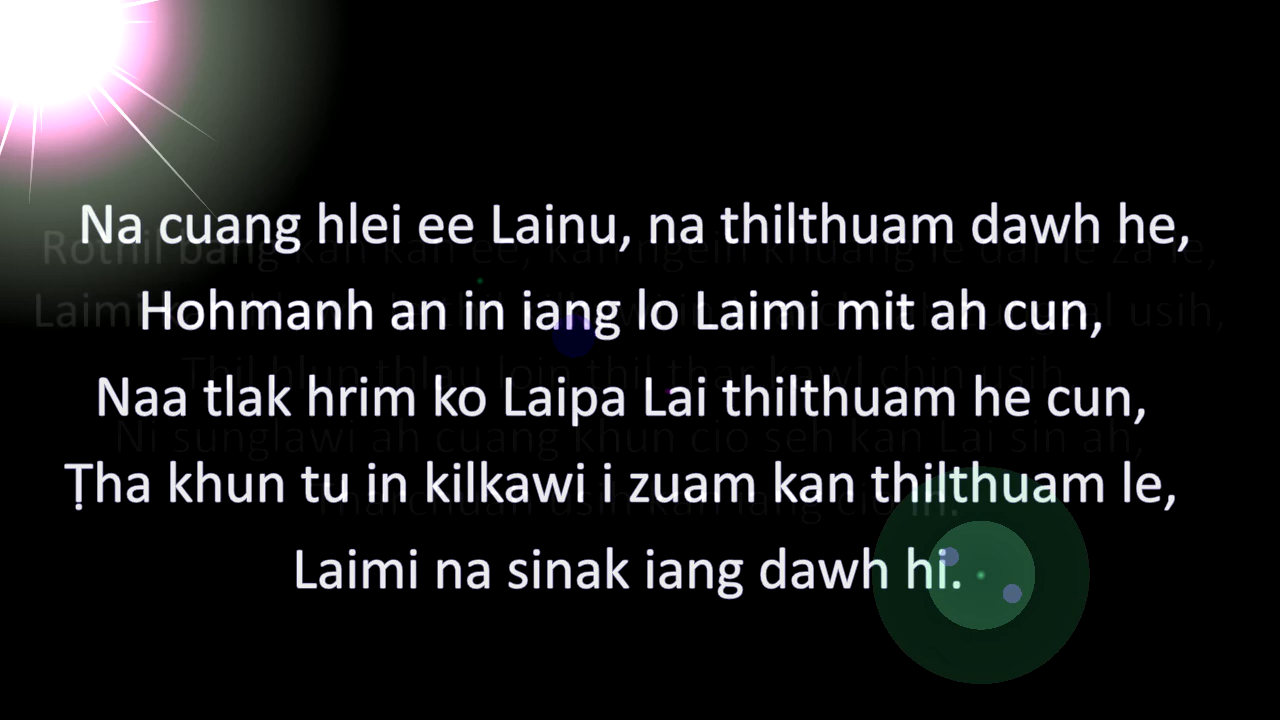 Na cuang hlei ee Lainu, na thilthuam dawh he,
Hohmanh an in iang lo Laimi mit ah cun,
Naa tlak hrim ko Laipa Lai thilthuam he cun,
Ṭha khun tu in kilkawi i zuam kan thilthuam le,
Laimi na sinak iang dawh hi.